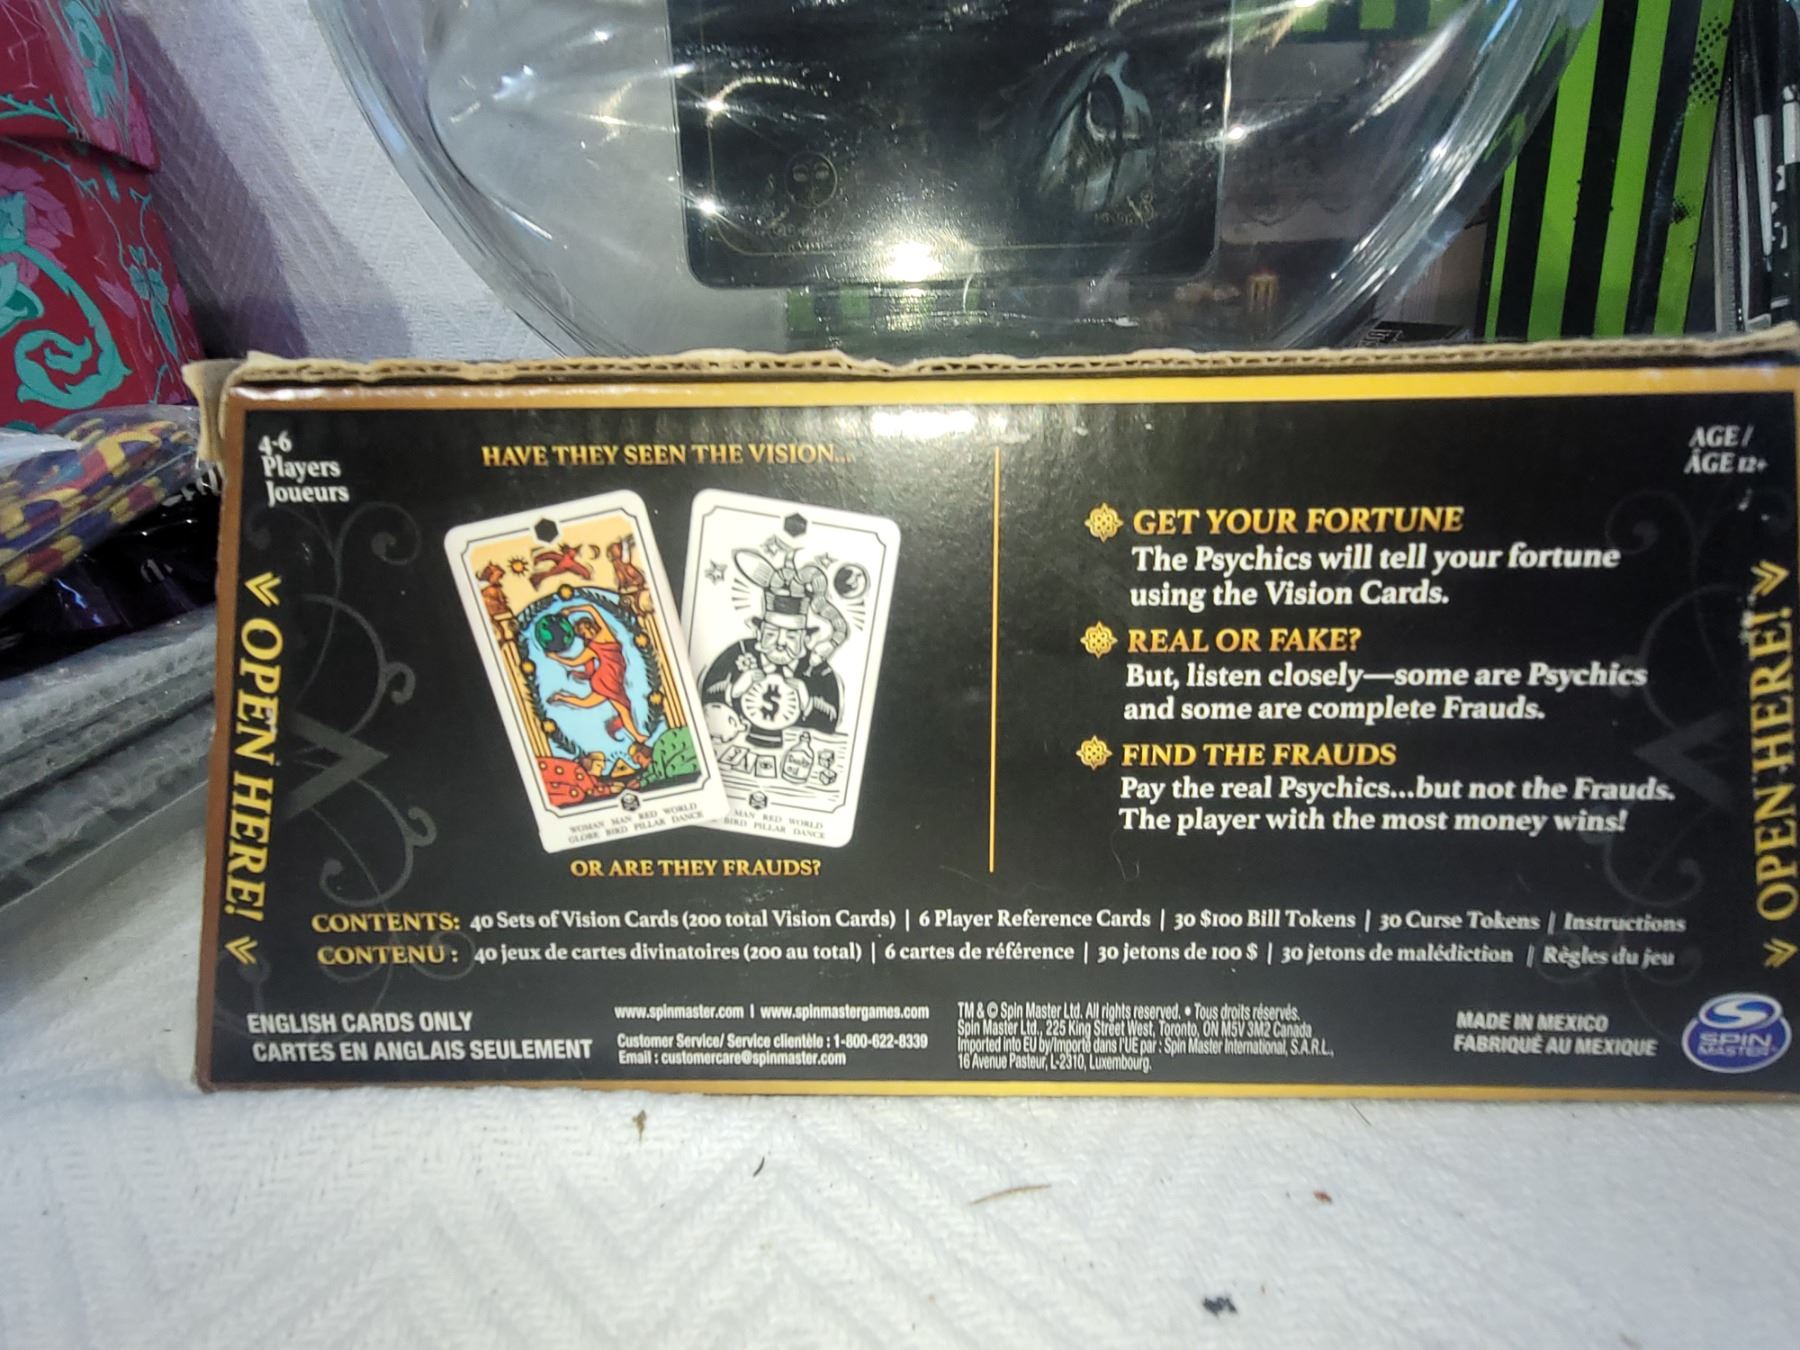 4-6
Players
Joueurs
HAVE THEY SEEN THE VISION...
WOMAN MAN RED WORLD
GLOBE BIRD PILLAR DANCE
MAN RED WORLD
BIRD PILLAR DANCE
OR ARE THEY FRAUDS?
AGE/
ÂGE 12+
GET YOUR FORTUNE
The Psychics will tell your fortune
using the Vision Cards.
REAL OR FAKE?
But, listen closely—some are Psychics
and some are complete Frauds.
FIND THE FRAUDS
Pay the real Psychics...but not the Frauds.
The player with the most money wins!
OPEN HERE!
OPEN HERE!
CONTENTS: 40 Sets of Vision Cards (200 total Vision Cards) | 6 Player Reference Cards | 30 $100 Bill Tokens | 30 Curse Tokens | Instructions
CONTENU : 40 jeux de cartes divinatoires (200 au total) | 6 cartes de référence | 30 jetons de 100 $ | 30 jetons de malédiction | Règles du jeu
ENGLISH CARDS ONLY
CARTES EN ANGLAIS SEULEMENT
www.spinmaster.com | www.spinmastergames.com
Customer Service/ Service clientèle : 1-800-622-8339
Email : customercare@spinmaster.com
TM & © Spin Master Ltd. All rights reserved. • Tous droits réservés.
Spin Master Ltd., 225 King Street West, Toronto, ON M5V 3M2 Canada
Imported into EU by/Importé dans l'UE par : Spin Master International, S.A.R.L.,
16 Avenue Pasteur, L-2310, Luxembourg.
MADE IN MEXICO
FABRIQUÉ AU MEXIQUE
SPIN
MASTER